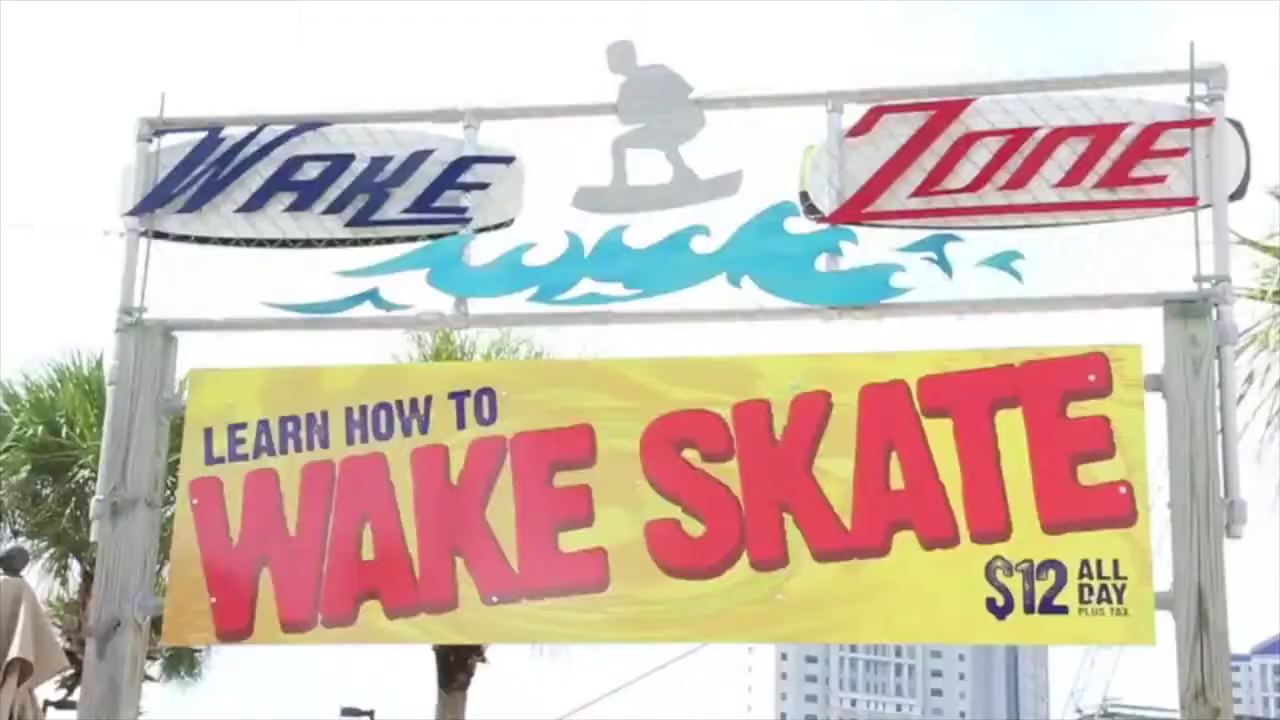 WAKE ZONE
LEARN HOW TO
WAKE SKATE
$12 ALL DAY
PLUS TAX